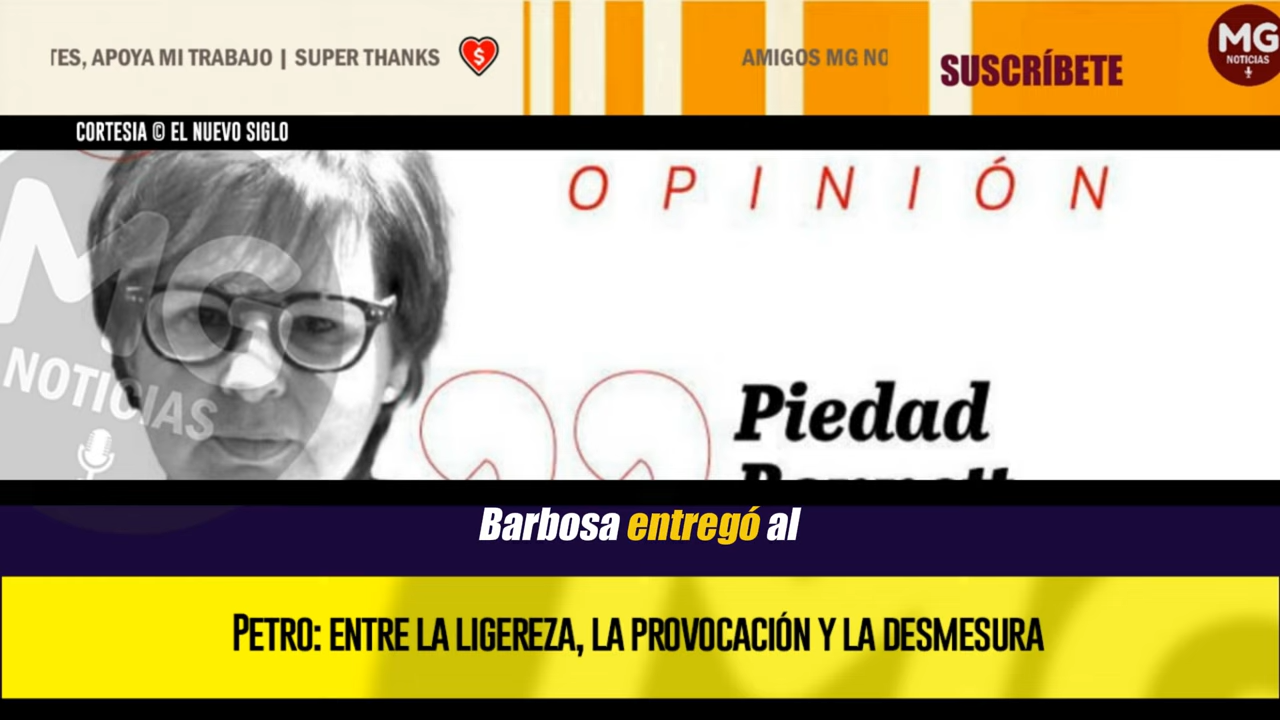 TES, APOYA MI TRABAJO | SUPER THANKS
AMIGOS MG NO
SUSCRÍBETE
MG
NOTICIAS
CORTESIA © EL NUEVO SIGLO
OPINIÓN
MG
NOTICIAS
Piedad
Barbosa entregó al
PETRO: ENTRE LA LIGEREZA, LA PROVOCACIÓN Y LA DESMESURA